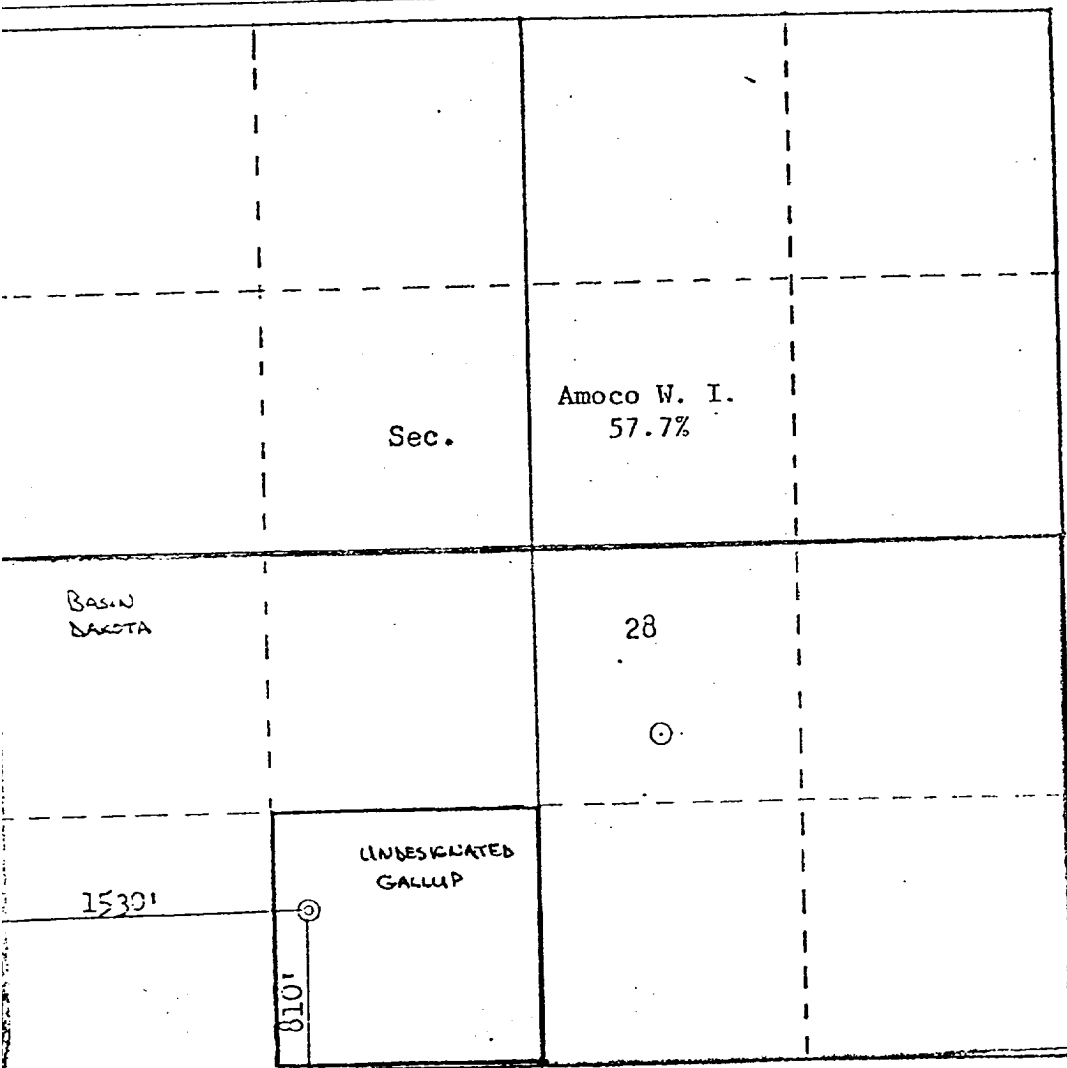 Amoco W. I.
57.7%
Sec.
BASIN
DAKOTA
28
UNDESIGNATED
GALLUP
1530'
810'